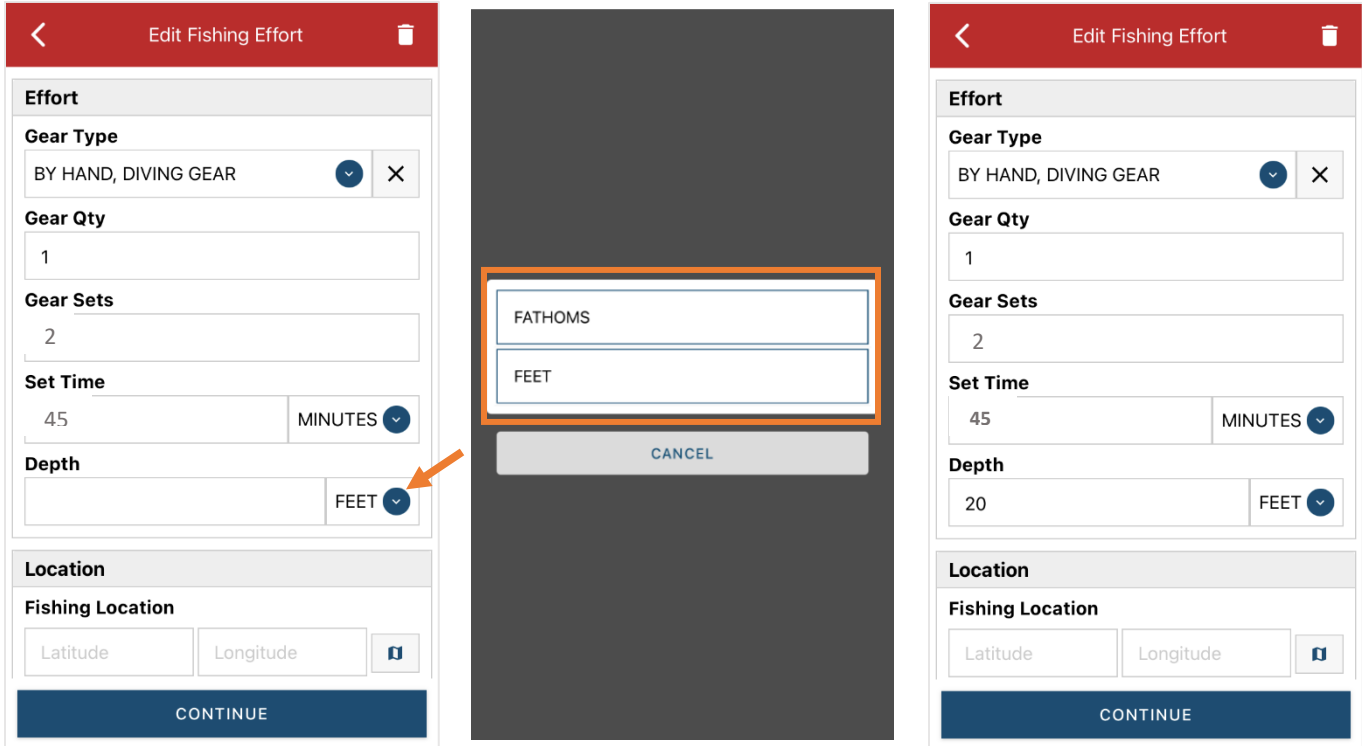 Edit Fishing Effort
Effort
Gear Type
BY HAND, DIVING GEAR
Gear Qty
1
Gear Sets
2
Set Time
45 MINUTES
Depth
FEET
Location
Fishing Location
Latitude Longitude
CONTINUE
FATHOMS
FEET
CANCEL
Edit Fishing Effort
Effort
Gear Type
BY HAND, DIVING GEAR
Gear Qty
1
Gear Sets
2
Set Time
45 MINUTES
Depth
20 FEET
Location
Fishing Location
Latitude Longitude
CONTINUE